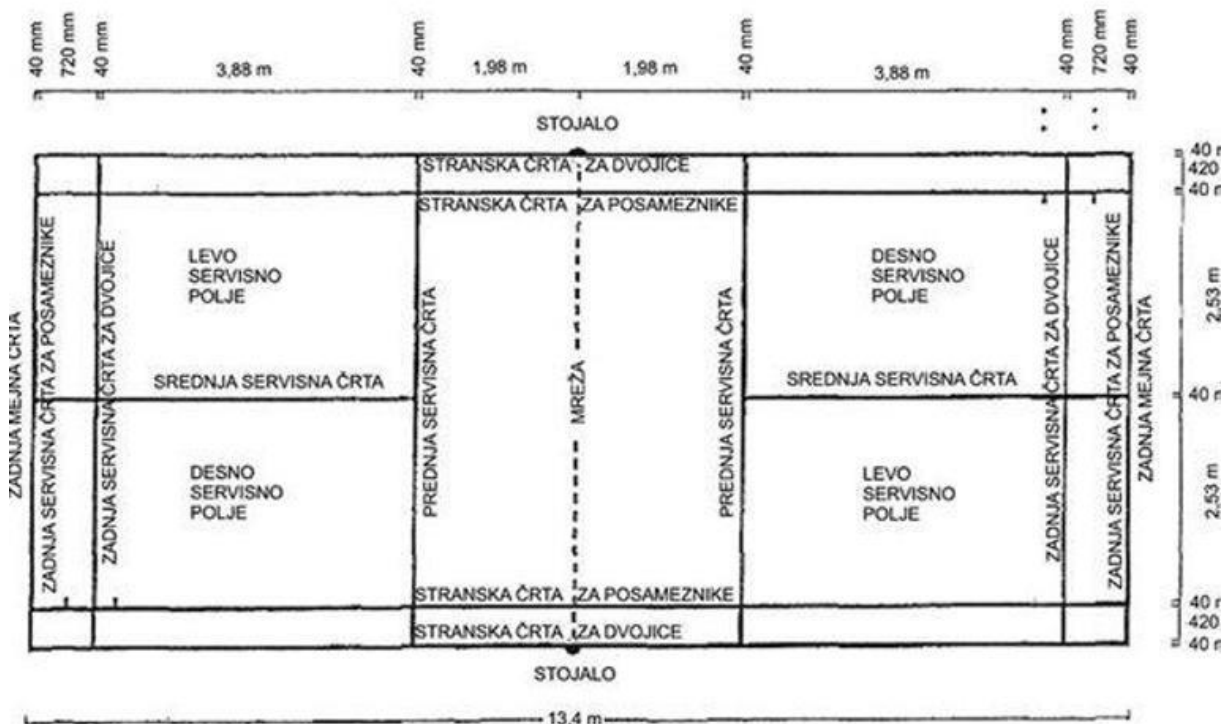 40 mm
720 mm
40 mm
3,88 m
40 mm
1,98 m
1,98 m
40 mm
3,88 m
40 mm
720 mm
40 mm
STOJALO
STRANSKA ČRTA ZA DVOJICE
STRANSKA ČRTA ZA POSAMEZNIKE
40 m
420
40 m
2,53 m
40 m
2,53 m
40 m
420
40 m
ZADNJA MEJNA ČRTA
ZADNJA SERVISNA ČRTA ZA POSAMEZNIKE
ZADNJA SERVISNA ČRTA ZA DVOJICE
LEVO
SERVISNO
POLJE
SREDNJA SERVISNA ČRTA
DESNO
SERVISNO
POLJE
PREDNJA SERVISNA ČRTA
MREŽA
PREDNJA SERVISNA ČRTA
DESNO
SERVISNO
POLJE
SREDNJA SERVISNA ČRTA
LEVO
SERVISNO
POLJE
ZADNJA SERVISNA ČRTA ZA DVOJICE
ZADNJA SERVISNA ČRTA ZA POSAMEZNIKE
ZADNJA MEJNA ČRTA
STRANSKA ČRTA ZA POSAMEZNIKE
STRANSKA ČRTA ZA DVOJICE
STOJALO
13,4 m